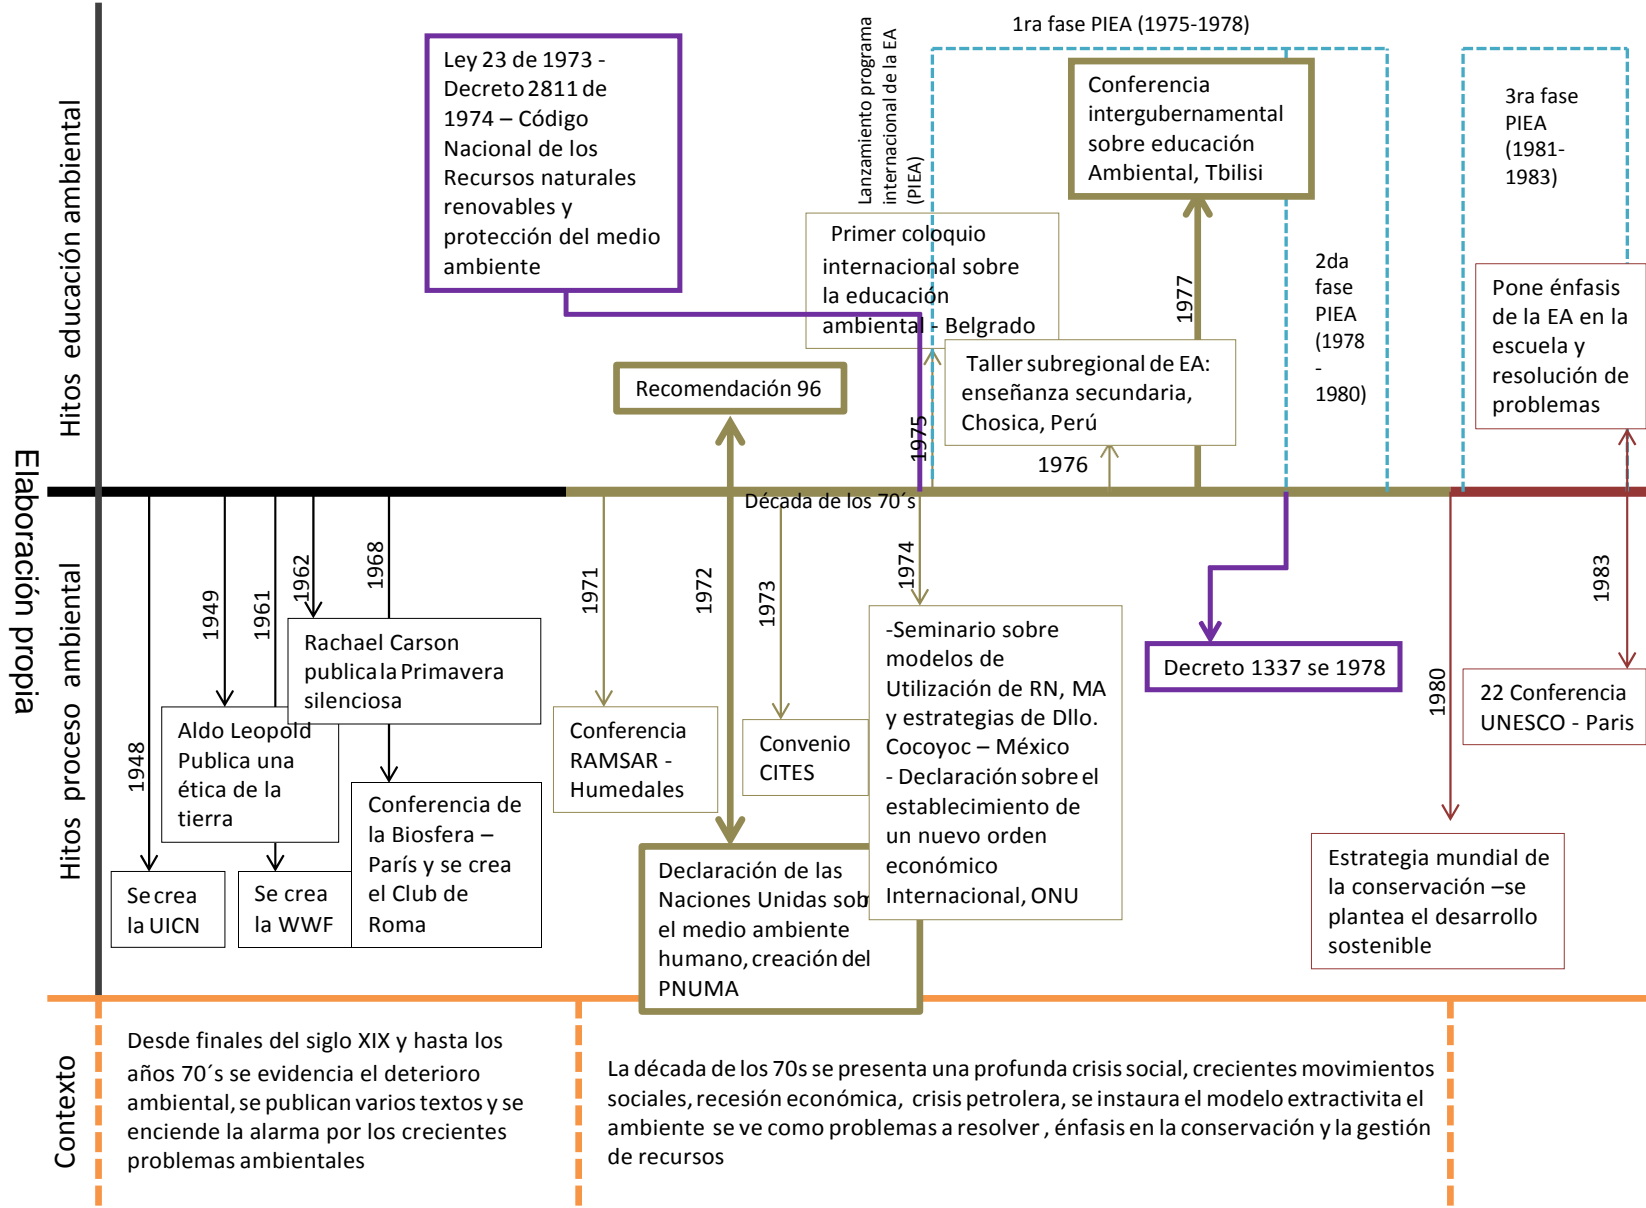 Elaboración propia
Hitos educación ambiental
Ley 23 de 1973 -
Decreto 2811 de
1974 – Código
Nacional de los
Recursos naturales
renovables y
protección del medio
ambiente
Lanzamiento programa
internacional de la EA
(PIEA)
1ra fase PIEA (1975-1978)
Conferencia
intergubernamental
sobre educación
Ambiental, Tbilisi
3ra fase
PIEA
(1981-
1983)
Primer coloquio
internacional sobre
la educación
ambiental - Belgrado
2da
fase
PIEA
(1978
-
1980)
1977
Pone énfasis
de la EA en la
escuela y
resolución de
problemas
Recomendación 96
Taller subregional de EA:
enseñanza secundaria,
Chosica, Perú
1975
1976
Década de los 70´s
Hitos proceso ambiental
1948
1949
1961
1962
1968
1971
1972
1973
1974
1980
1983
Rachael Carson
publica la Primavera
silenciosa
Aldo Leopold
Publica una
ética de la
tierra
Se crea
la UICN
Se crea
la WWF
Conferencia de
la Biosfera –
París y se crea
el Club de
Roma
Conferencia
RAMSAR -
Humedales
Convenio
CITES
-Seminario sobre
modelos de
Utilización de RN, MA
y estrategias de Dllo.
Cocoyoc – México
- Declaración sobre el
establecimiento de
un nuevo orden
económico
Internacional, ONU
Declaración de las
Naciones Unidas sob
el medio ambiente
humano, creación del
PNUMA
Decreto 1337 se 1978
22 Conferencia
UNESCO - Paris
Estrategia mundial de
la conservación –se
plantea el desarrollo
sostenible
Contexto
Desde finales del siglo XIX y hasta los
años 70´s se evidencia el deterioro
ambiental, se publican varios textos y se
enciende la alarma por los crecientes
problemas ambientales
La década de los 70s se presenta una profunda crisis social, crecientes movimientos
sociales, recesión económica, crisis petrolera, se instaura el modelo extractivita el
ambiente se ve como problemas a resolver , énfasis en la conservación y la gestión
de recursos